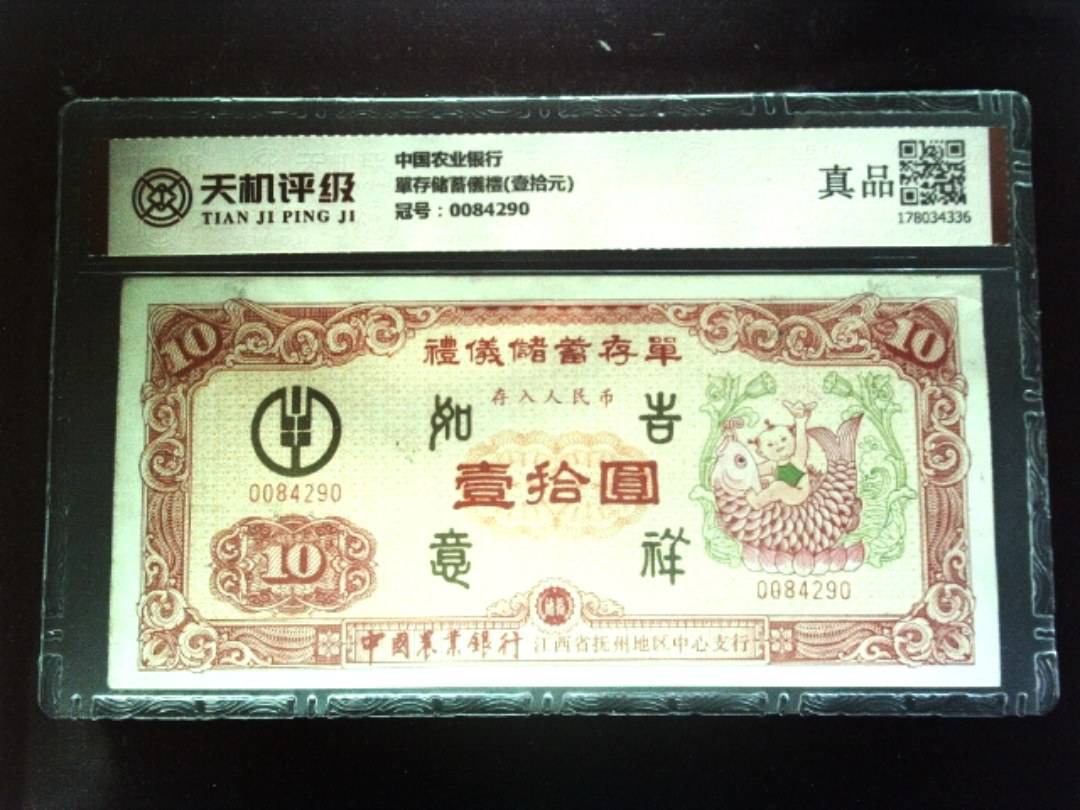 天机评级
TIAN JI PING JI
中国农业银行
單存储蓄儀禮(壹拾元)
冠号：0084290
真品
178034336
10
10
禮儀儲蓄存單
存入人民币
如
吉
壹拾圓
意
祥
0084290
10
0084290
中國農業銀行 江西省抚州地区中心支行